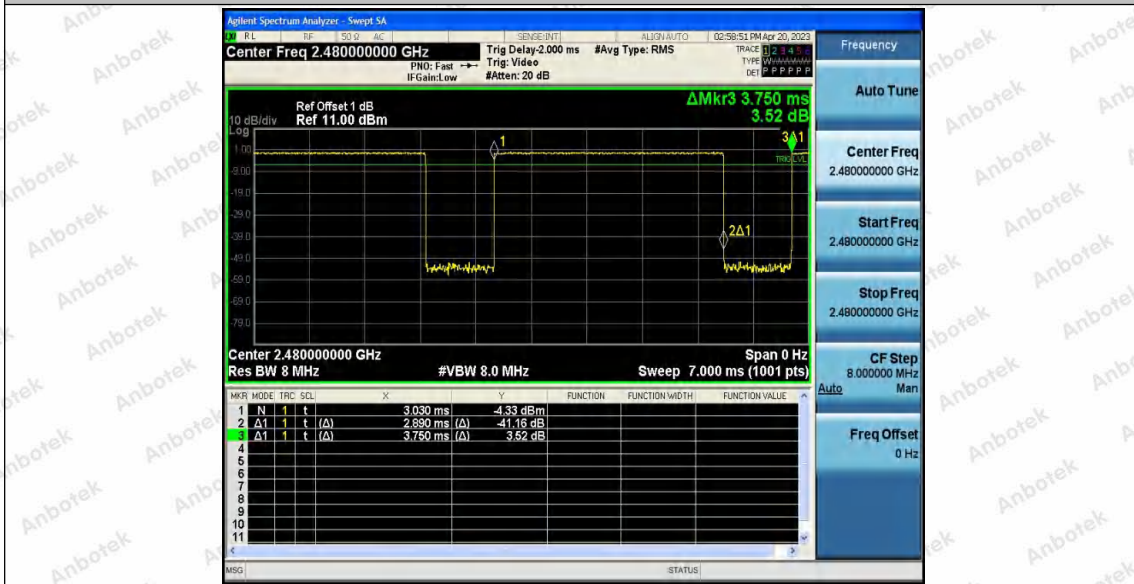 Agilent Spectrum Analyzer - Swept SA
RL RF 50 Ω AC SENSE:INT ALIGN AUTO 02:58:51 PM Apr 20, 2023
Center Freq 2.480000000 GHz
PNO: Fast
IFGain:Low
Trig Delay-2.000 ms
Trig: Video
#Atten: 20 dB
#Avg Type: RMS
TRACE 1 2 3 4 5 6
TYPE WWWWWW
DET P P P P P P
Ref Offset 1 dB
10 dB/div Ref 11.00 dBm
Log
ΔMkr3 3.750 ms
3.52 dB
1.00
-9.00
-19.0
-29.0
-39.0
-49.0
-59.0
-69.0
-79.0
1
3Δ1
TRIG LVL
2Δ1
Center 2.480000000 GHz Span 0 Hz
Res BW 8 MHz #VBW 8.0 MHz Sweep 7.000 ms (1001 pts)
MKR MODE TRC SCL X Y FUNCTION FUNCTION WIDTH FUNCTION VALUE
1 N 1 t 3.030 ms -4.33 dBm
2 Δ1 1 t (Δ) 2.890 ms (Δ) -41.16 dB
3 Δ1 1 t (Δ) 3.750 ms (Δ) 3.52 dB
4
5
6
7
8
9
10
11
MSG STATUS
Frequency
Auto Tune
Center Freq
2.480000000 GHz
Start Freq
2.480000000 GHz
Stop Freq
2.480000000 GHz
CF Step
8.000000 MHz
Auto Man
Freq Offset
0 Hz
Anbotek